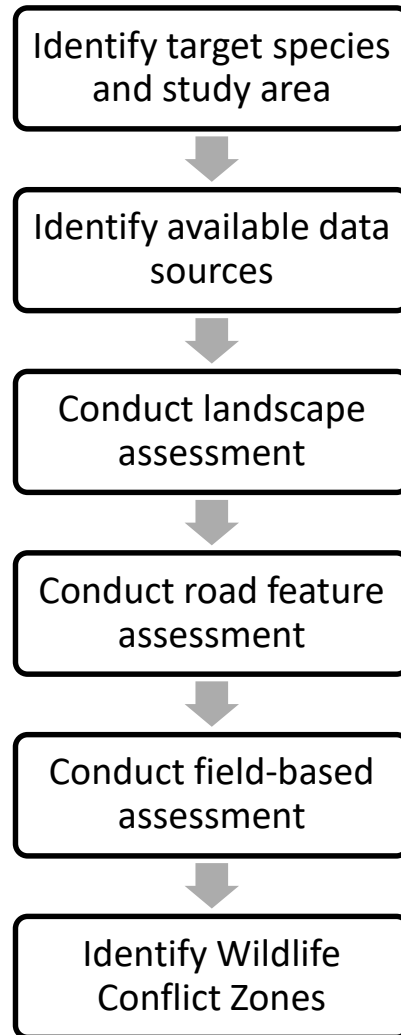 Identify target species
and study area
Identify available data
sources
Conduct landscape
assessment
Conduct road feature
assessment
Conduct field-based
assessment
Identify Wildlife
Conflict Zones